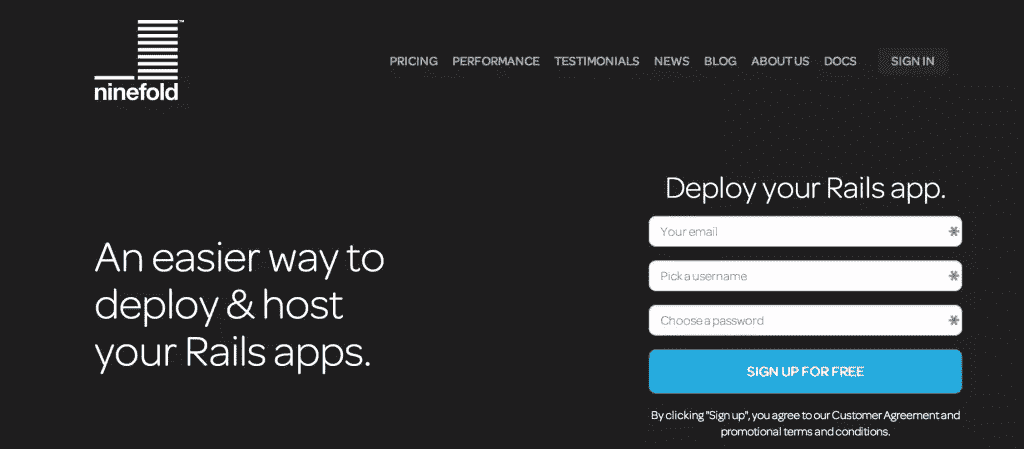 ninefold™
PRICING PERFORMANCE TESTIMONIALS NEWS BLOG ABOUT US DOCS SIGN IN
An easier way to
deploy & host
your Rails apps.
Deploy your Rails app.
Your email *
Pick a username *
Choose a password *
SIGN UP FOR FREE
By clicking "Sign up", you agree to our Customer Agreement and
promotional terms and conditions.